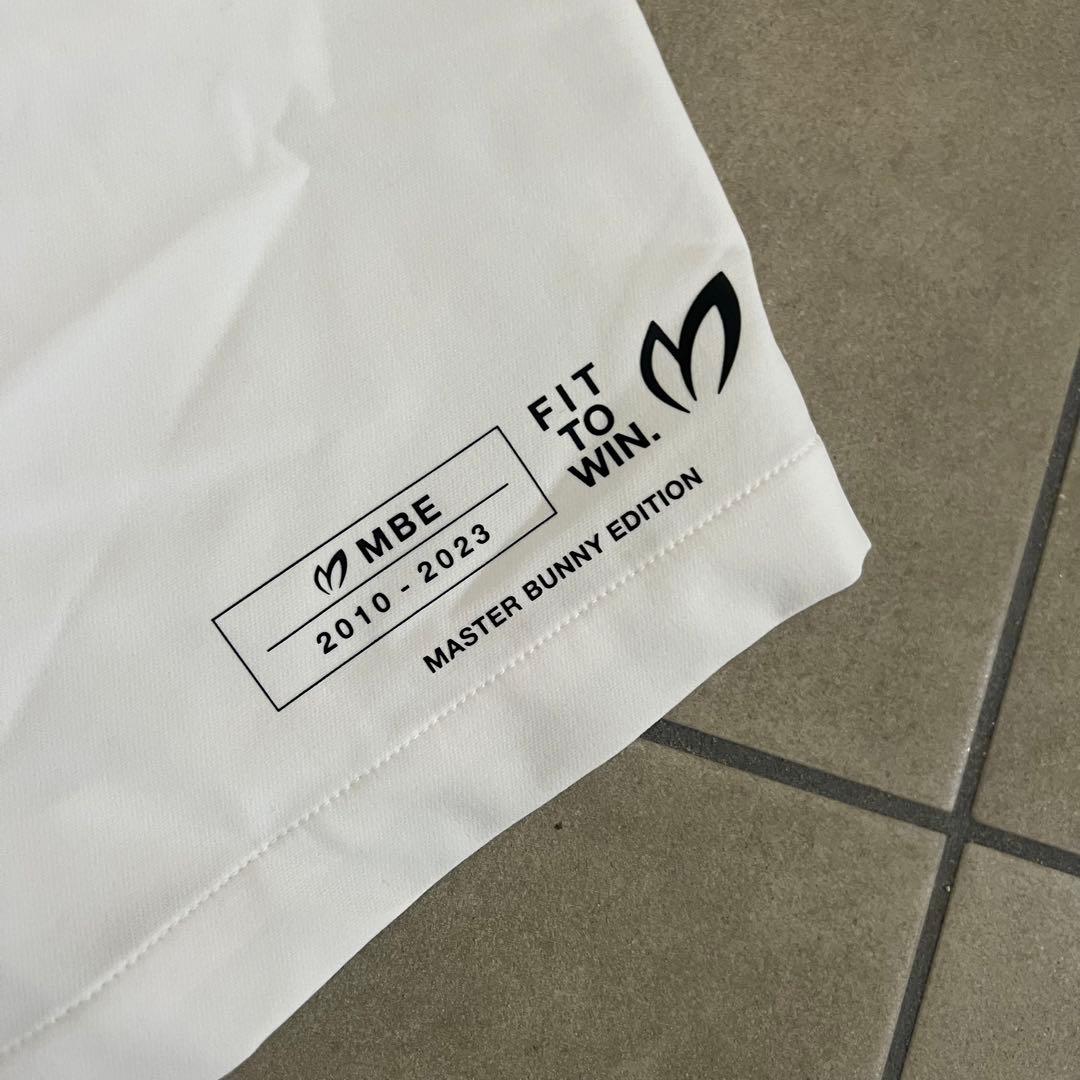 FIT
TO
WIN.
MBE
2010 - 2023
MASTER BUNNY EDITION